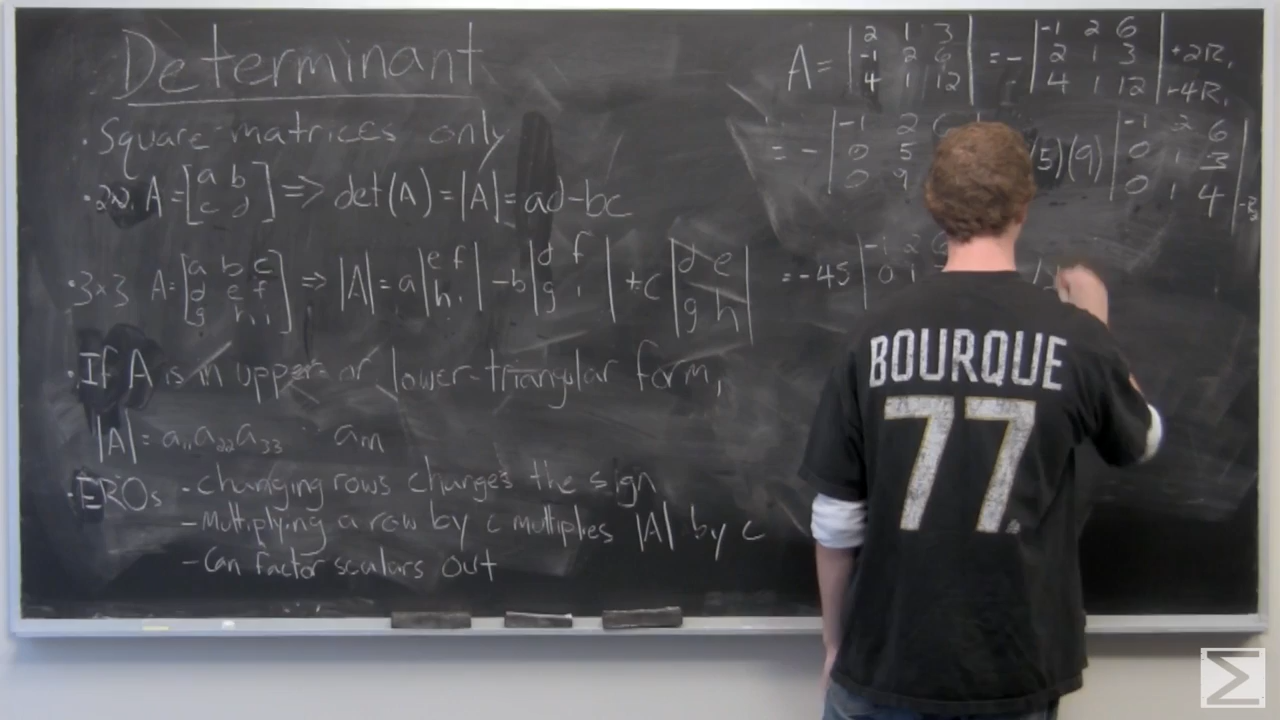 Determinant
· Square matrices only
· 2x2. A = [a b; c d] => det(A) = |A| = ad-bc
· 3x3 A = [a b c; d e f; g h i] => |A| = a |e f; h i| - b |d f; g i| + c |d e; g h|
· If A is in upper- or lower-triangular form,
|A| = a₁₁a₂₂a₃₃
· EROs - changing rows changes the sign
- Multiplying a row by c multiplies |A| by c
- Can factor scalars out
A = |2 1 3; -1 2 6; 4 1 12| = - |-1 2 6; 2 1 3; 4 1 12| +2R₁ +4R₁
= - |-1 2; 0 5; 0 9 (5)(9) |-1 2 6; 0 1 3; 0 1 4|
= -45 |-1 2; 0 1
BOURQUE
77
Σ